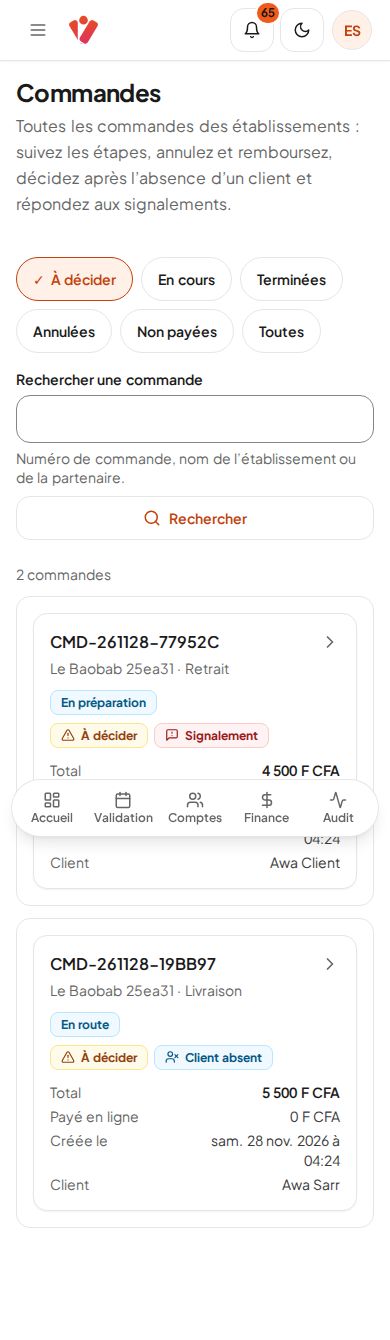 65
ES
Commandes
Toutes les commandes des établissements :
suivez les étapes, annulez et remboursez,
décidez après l’absence d’un client et
répondez aux signalements.
✓ À décider
En cours
Terminées
Annulées
Non payées
Toutes
Rechercher une commande
Numéro de commande, nom de l’établissement ou
de la partenaire.
Rechercher
2 commandes
CMD-261128-77952C
Le Baobab 25ea31 · Retrait
En préparation
À décider
Signalement
Total 4 500 F CFA
Accueil
Validation
Comptes
Finance
Audit
04:24
Client Awa Client
CMD-261128-19BB97
Le Baobab 25ea31 · Livraison
En route
À décider
Client absent
Total 5 500 F CFA
Payé en ligne 0 F CFA
Créée le sam. 28 nov. 2026 à
04:24
Client Awa Sarr